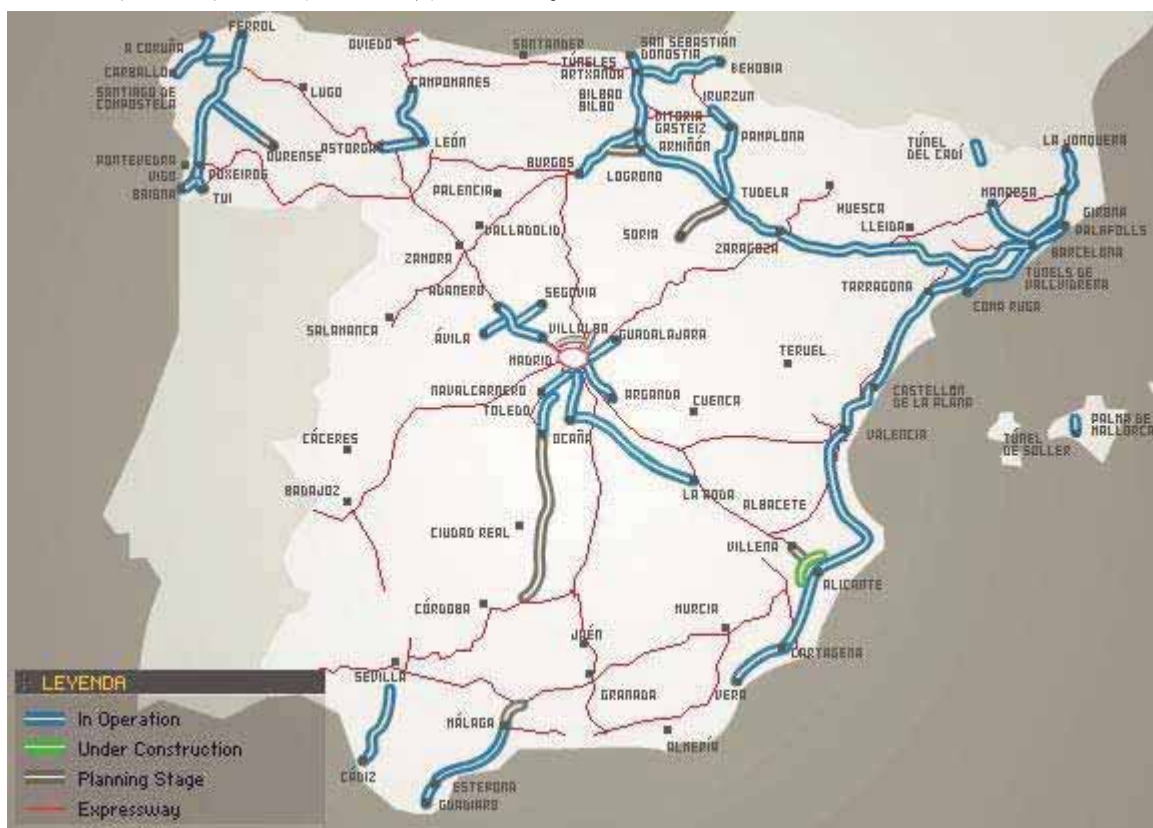 FERROL
A CORUÑA
OVIEDO
SANTANDER
SAN SEBASTIÁN
DONOSTIA
TÚNELES
ARTXANDA
BEHOBIA
CARBALLO
CAMPOMANES
SANTIAGO DE
COMPOSTELA
LUGO
BILBAO
BILBO
IRURZUN
VITORIA
GASTEIZ
PAMPLONA
ARMIÑÓN
OURENSE
ASTORGA
LEÓN
TÚNEL
DEL CADÍ
LA JONQUERA
PONTEVEDRA
VIGO
BAIONA
PUXEIROS
TUI
BURGOS
LOGROÑO
PALENCIA
TUDELA
HUESCA
MANRESA
GIRONA
PALAFOLLS
VALLADOLID
SORIA
ZARAGOZA
LLEIDA
BARCELONA
ZAMORA
TUNELS DE
VALLVIDRERA
ADANERO
SEGOVIA
TARRAGONA
COMA RUGA
SALAMANCA
ÁVILA
VILLALBA
GUADALAJARA
MADRID
TERUEL
NAVALCARNERO
ARGANDA
CUENCA
CASTELLON
DE LA PLANA
TOLEDO
OCAÑA
VALENCIA
PALMA DE
MALLORCA
TÚNEL
DE SOLLER
CÁCERES
BADAJOZ
LA RODA
ALBACETE
CIUDAD REAL
VILLENA
ALICANTE
CÓRDOBA
MURCIA
JAÉN
CARTAGENA
SEVILLA
GRANADA
VERA
MÁLAGA
ALMERÍA
CÁDIZ
ESTEPONA
GUADIARO
LEYENDA
In Operation
Under Construction
Planning Stage
Expressway